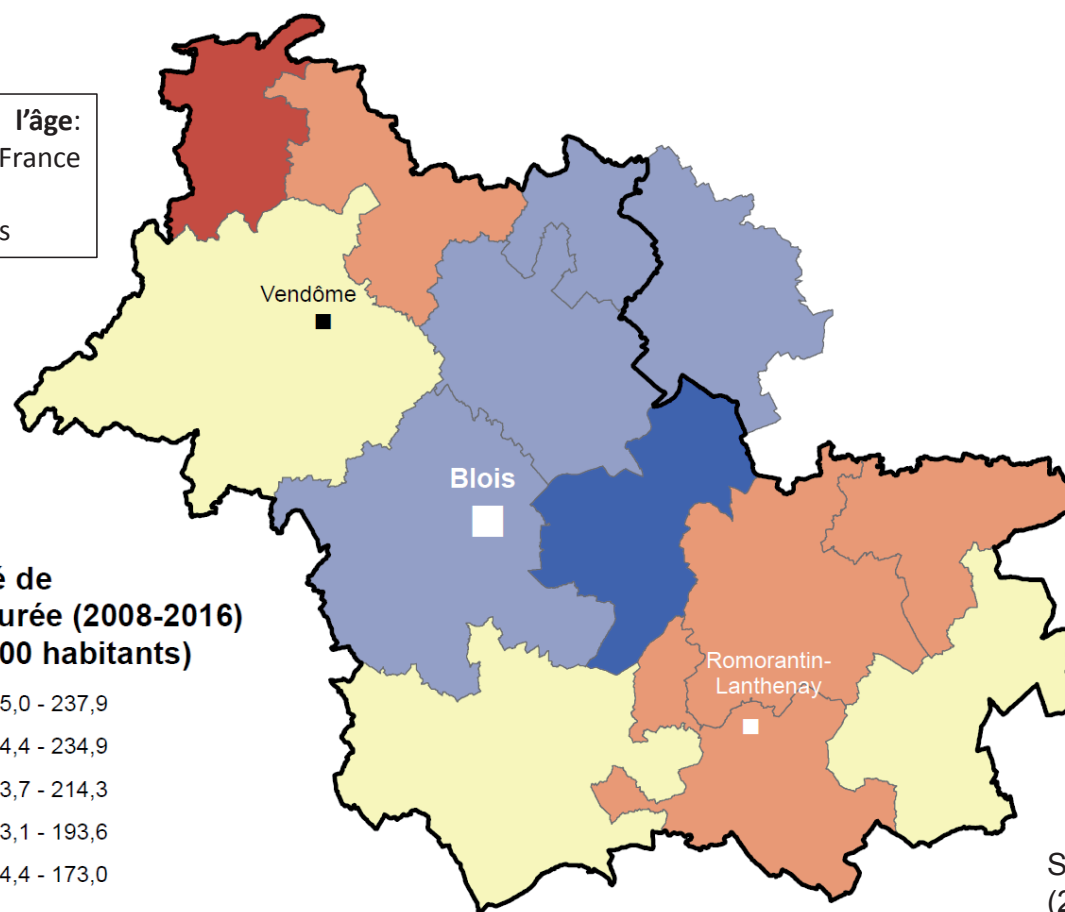 l'âge:
France
s
Vendôme
Blois
é de
urée (2008-2016)
00 habitants)
Romorantin-
Lanthenay
5,0 - 237,9
4,4 - 234,9
3,7 - 214,3
3,1 - 193,6
4,4 - 173,0
S
(2